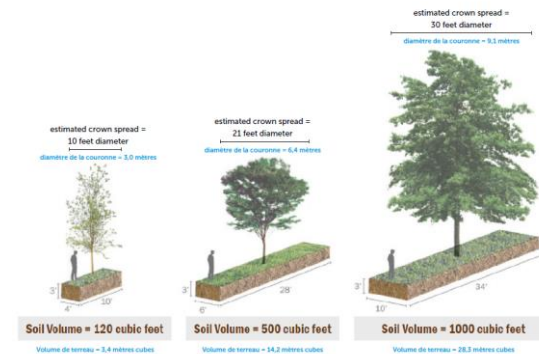 estimated crown spread =
30 feet diameter
diamètre de la couronne = 9,1 mètres
estimated crown spread =
21 feet diameter
diamètre de la couronne = 6,4 mètres
estimated crown spread =
10 feet diameter
diamètre de la couronne = 3,0 mètres
3'
4'
10'
3'
6'
28'
3'
10'
34'
Soil Volume = 120 cubic feet
Soil Volume = 500 cubic feet
Soil Volume = 1000 cubic feet
Volume de terreau = 3,4 mètres cubes
Volume de terreau = 14,2 mètres cubes
Volume de terreau = 28,3 mètres cubes